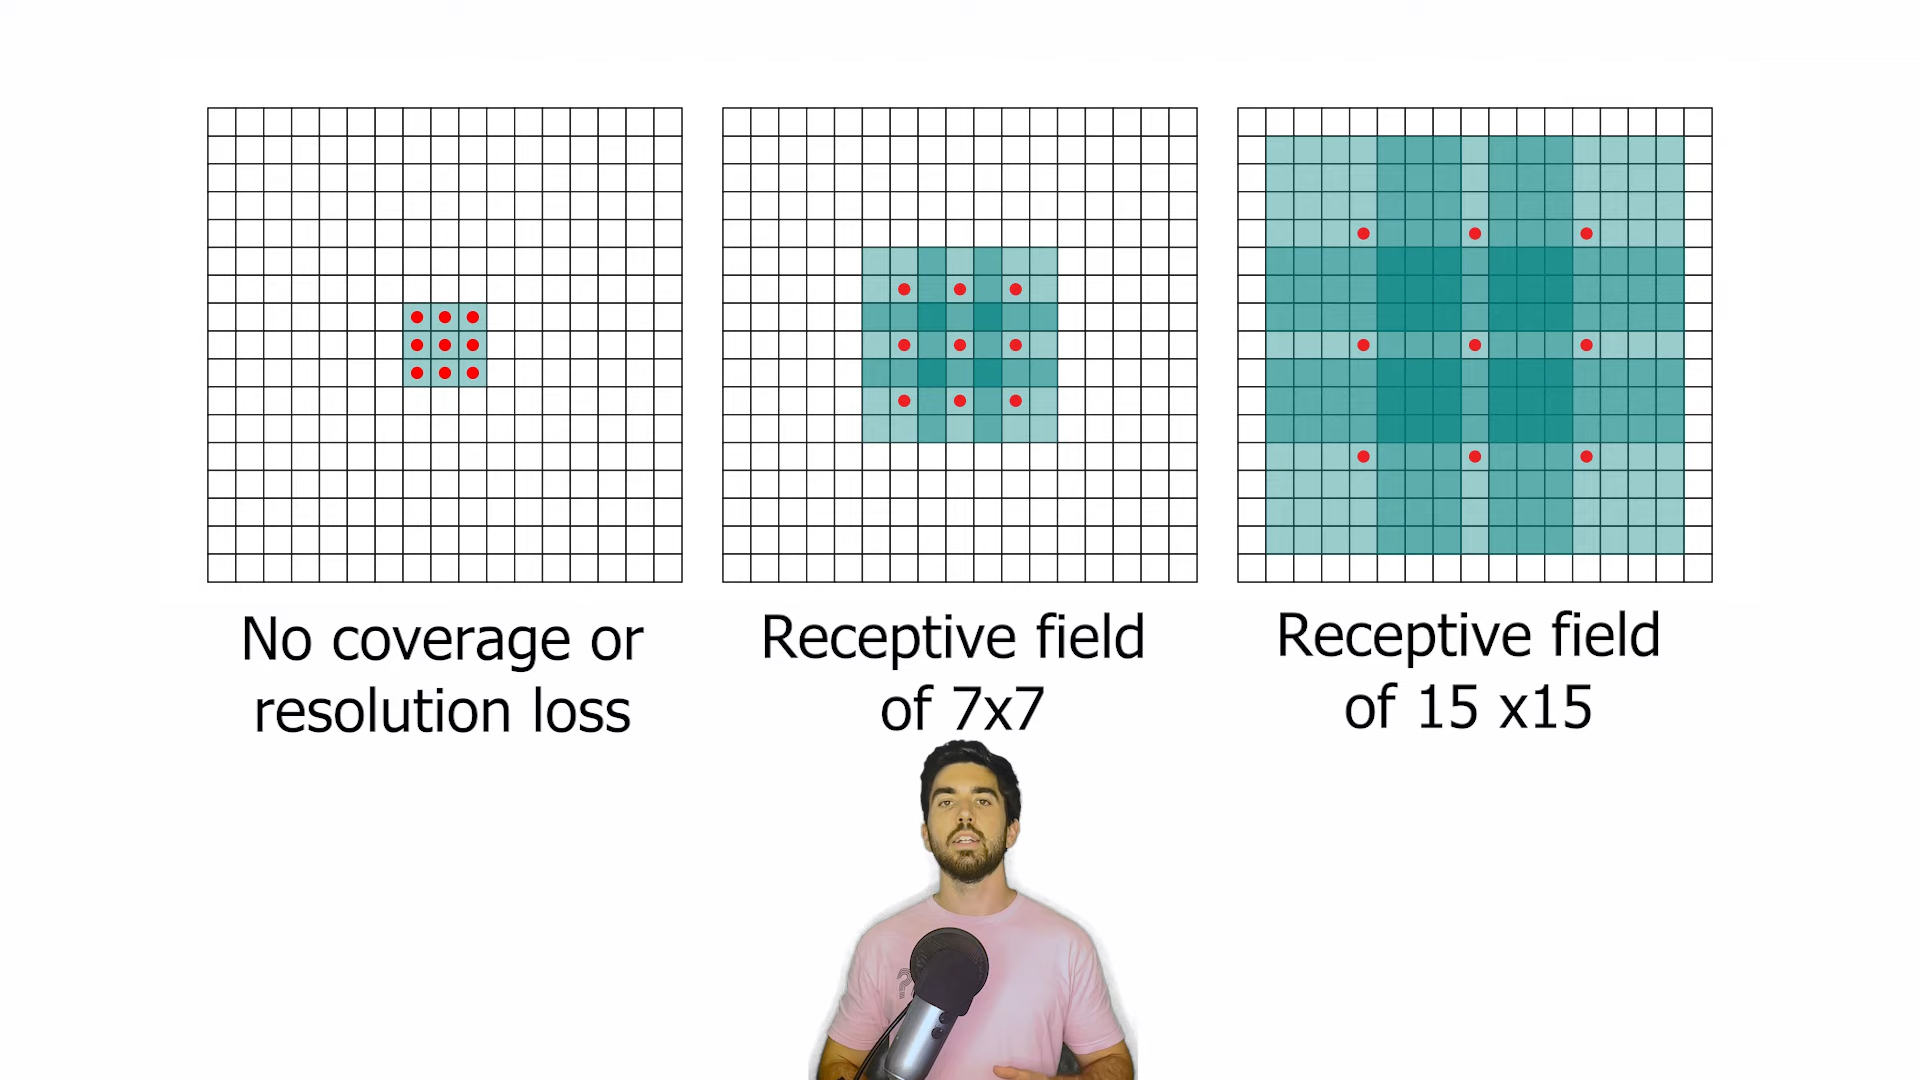 No coverage or
resolution loss
Receptive field
of 7x7
Receptive field
of 15 x15